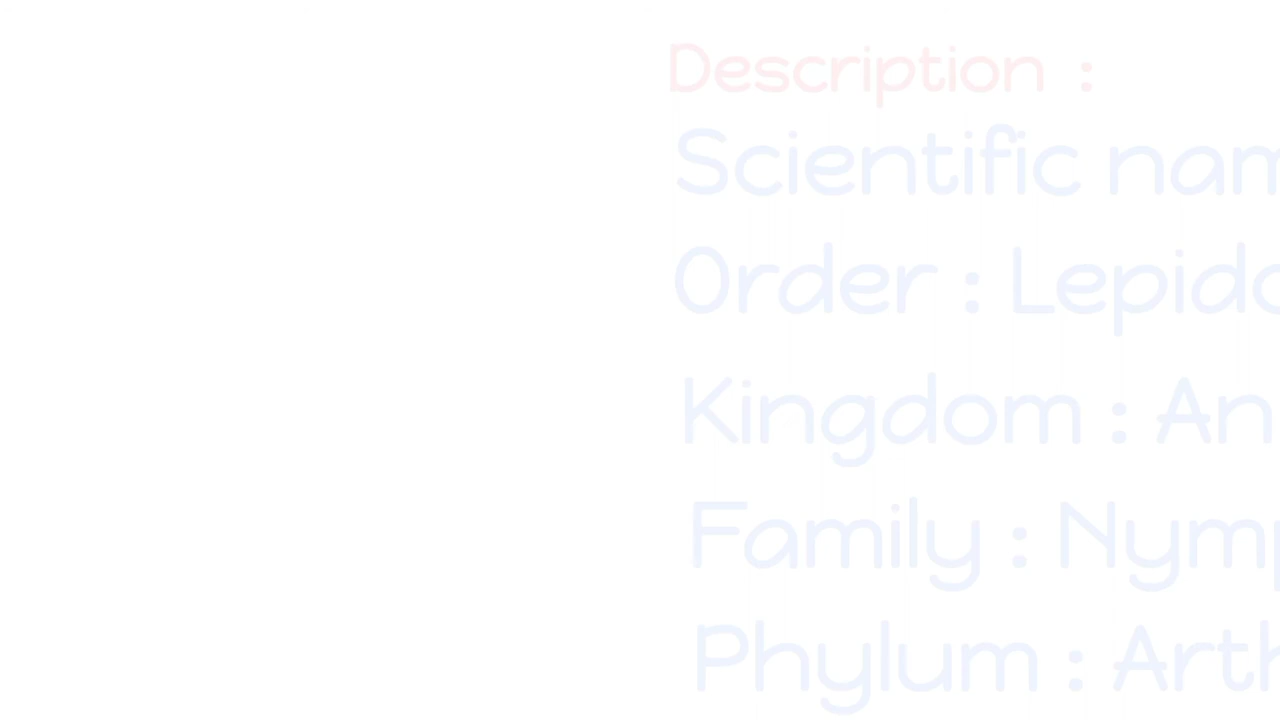 Description :
Scientific nam
Order : Lepido
Kingdom : An
Family : Nymp
Phylum : Arth